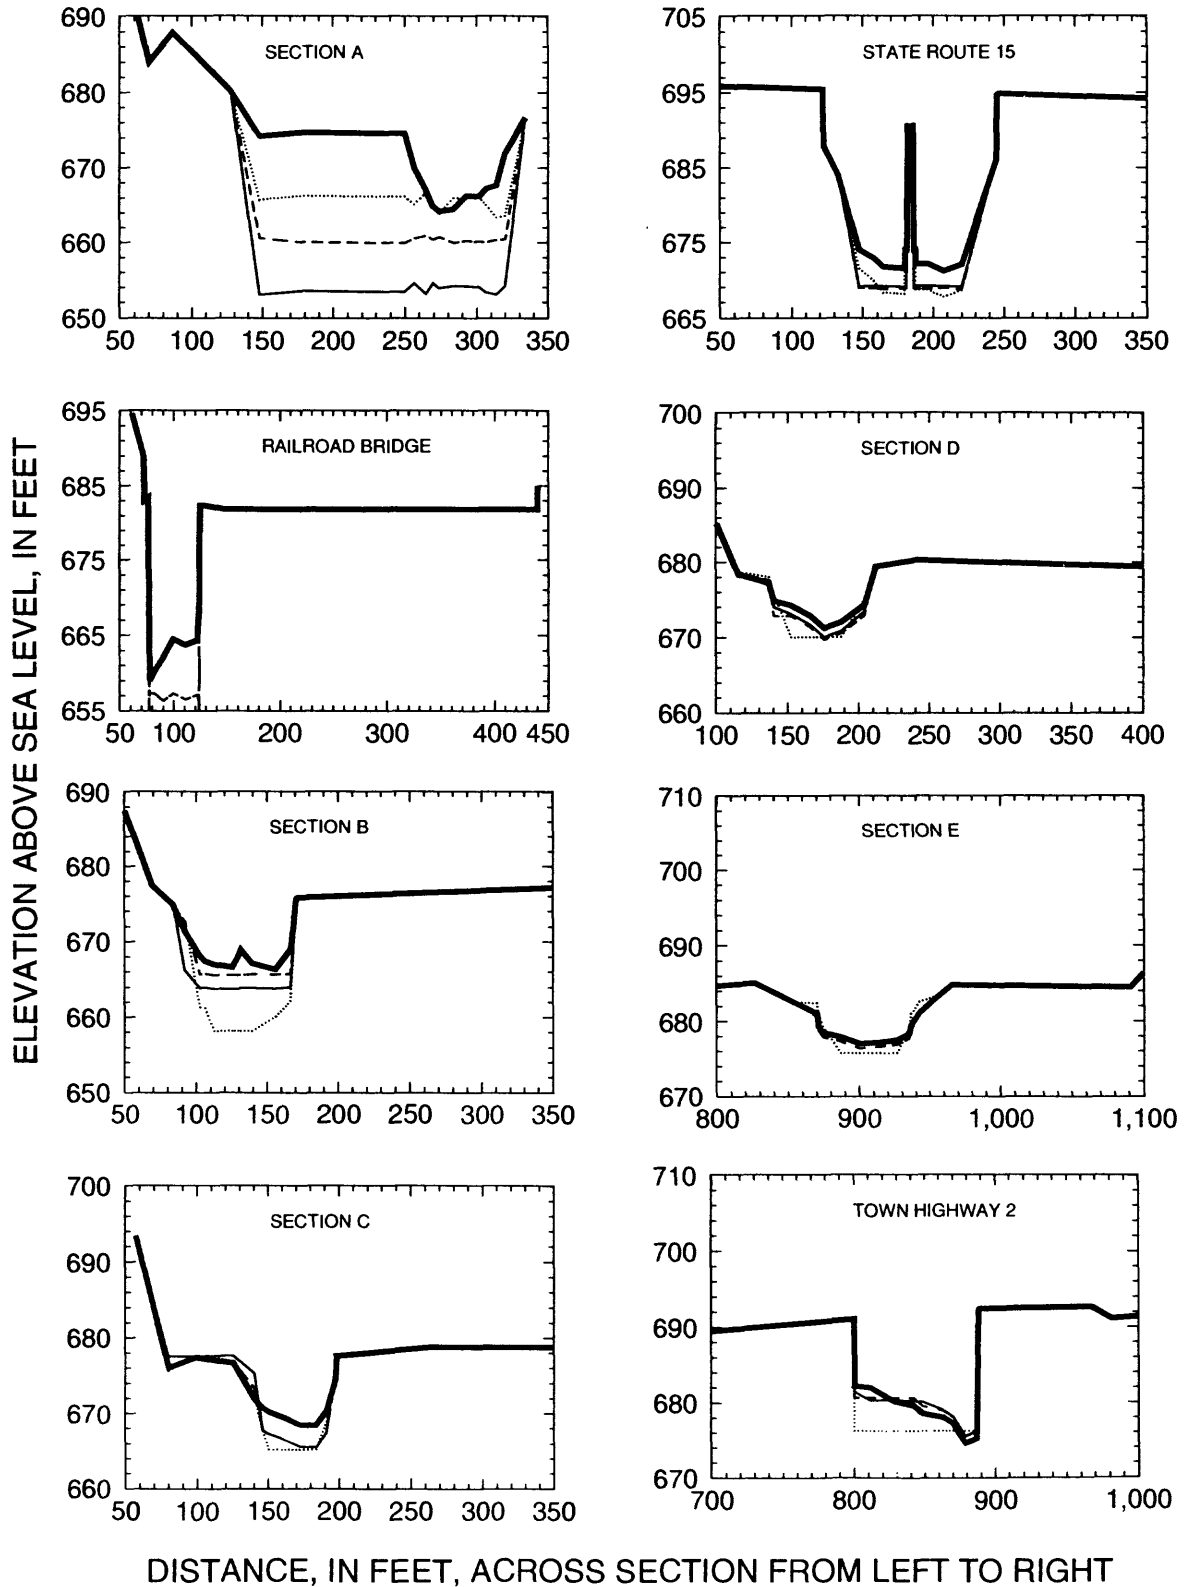 ELEVATION ABOVE SEA LEVEL, IN FEET
SECTION A
690
680
670
660
650
50 100 150 200 250 300 350
STATE ROUTE 15
705
695
685
675
665
50 100 150 200 250 300 350
RAILROAD BRIDGE
695
685
675
665
655
50 100 200 300 400 450
SECTION D
700
690
680
670
660
100 150 200 250 300 350 400
SECTION B
690
680
670
660
650
50 100 150 200 250 300 350
SECTION E
710
700
690
680
670
800 900 1,000 1,100
SECTION C
700
690
680
670
660
50 100 150 200 250 300 350
TOWN HIGHWAY 2
710
700
690
680
670
700 800 900 1,000
DISTANCE, IN FEET, ACROSS SECTION FROM LEFT TO RIGHT